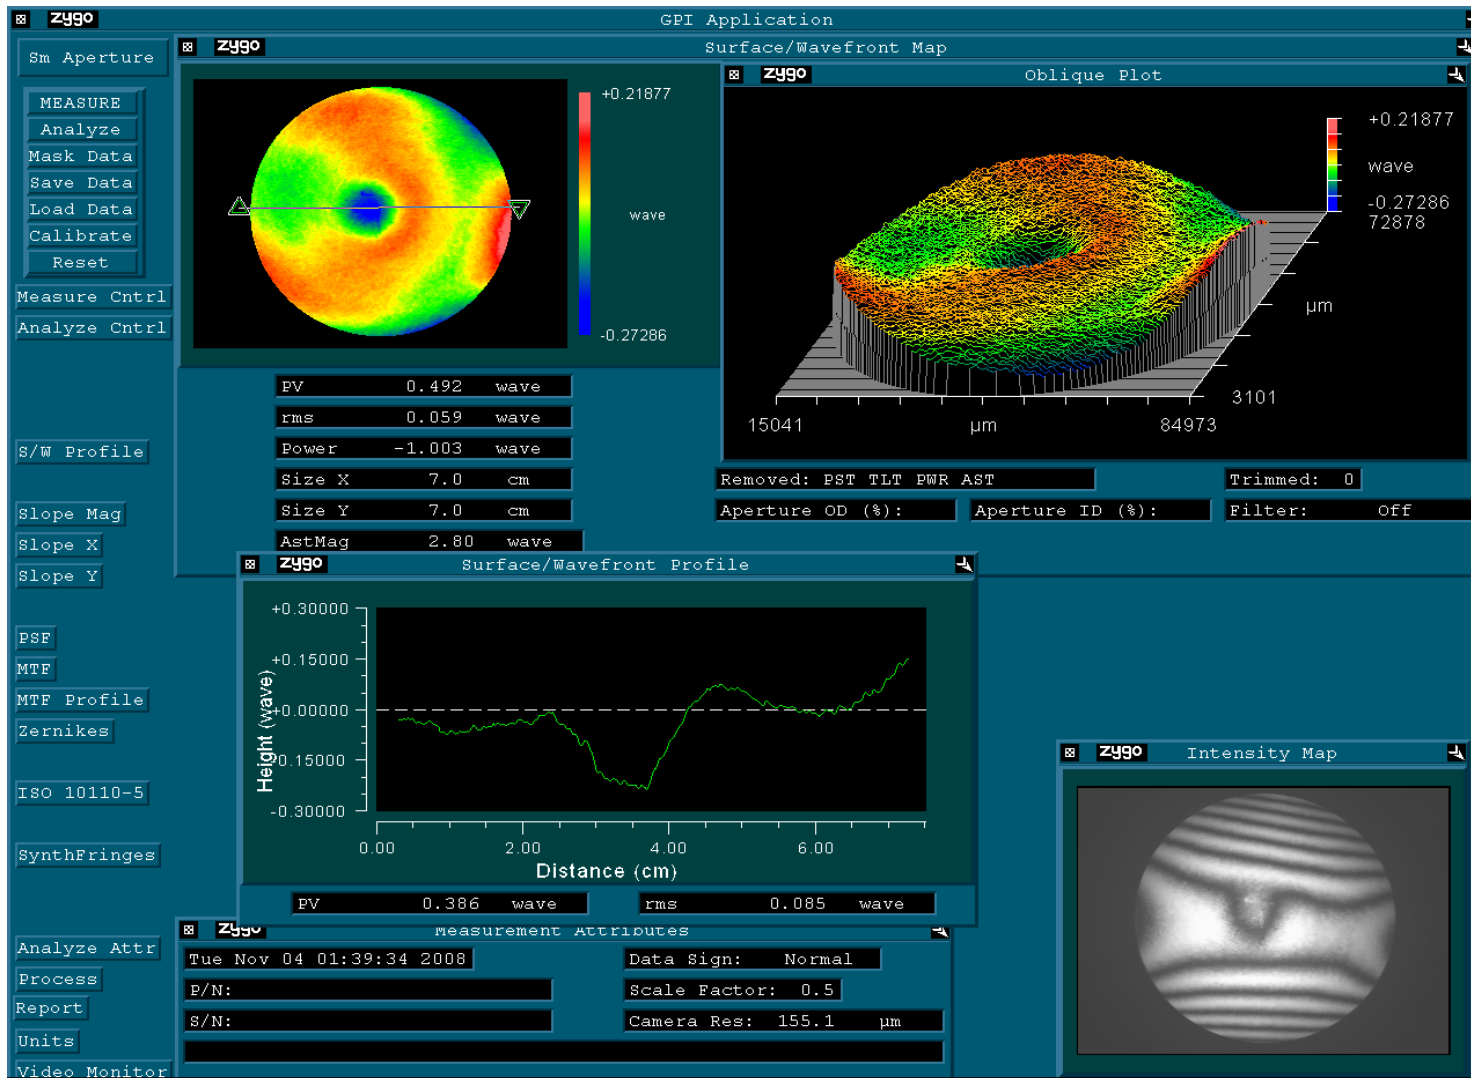 zygo GPI Application
Sm Aperture
MEASURE
Analyze
Mask Data
Save Data
Load Data
Calibrate
Reset
Measure Cntrl
Analyze Cntrl
S/W Profile
Slope Mag
Slope X
Slope Y
PSF
MTF
MTF Profile
Zernikes
ISO 10110-5
SynthFringes
Analyze Attr
Process
Report
Units
Video Monitor
zygo Surface/Wavefront Map
+0.21877
wave
-0.27286
PV 0.492 wave
rms 0.059 wave
Power -1.003 wave
Size X 7.0 cm
Size Y 7.0 cm
AstMag 2.80 wave
zygo Oblique Plot
+0.21877
wave
-0.27286
72878
µm
3101
15041 µm 84973
Removed: PST TLT PWR AST
Trimmed: 0
Aperture OD (%):
Aperture ID (%):
Filter: Off
zygo Surface/Wavefront Profile
+0.30000
+0.15000
+0.00000
-0.15000
-0.30000
Height (wave)
0.00 2.00 4.00 6.00
Distance (cm)
PV 0.386 wave
rms 0.085 wave
zygo Measurement Attributes
Tue Nov 04 01:39:34 2008
Data Sign: Normal
P/N:
Scale Factor: 0.5
S/N:
Camera Res: 155.1 µm
zygo Intensity Map